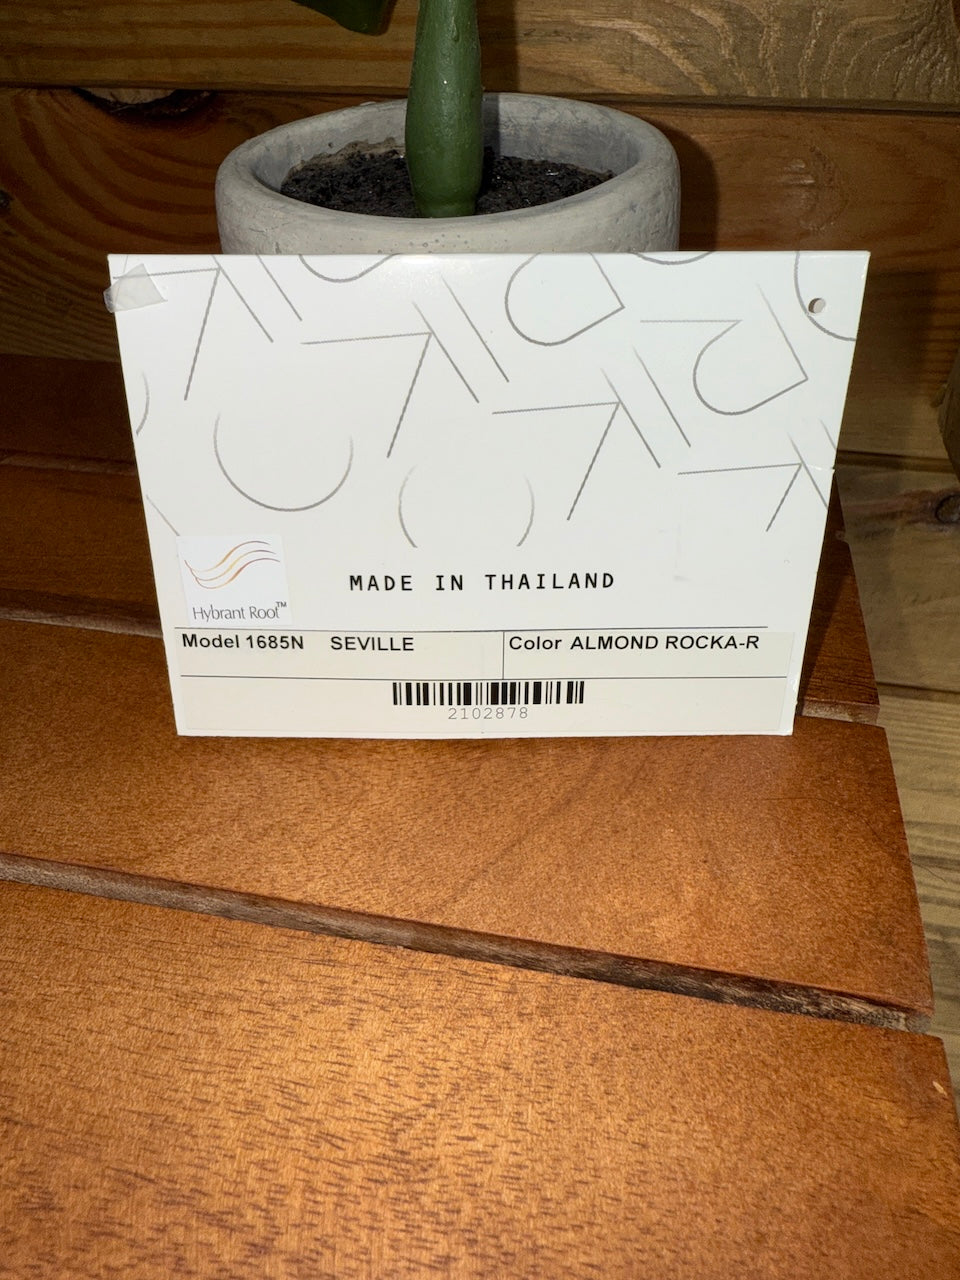 Hybrant Root™
MADE IN THAILAND
Model 1685N SEVILLE
Color ALMOND ROCKA-R
2102878